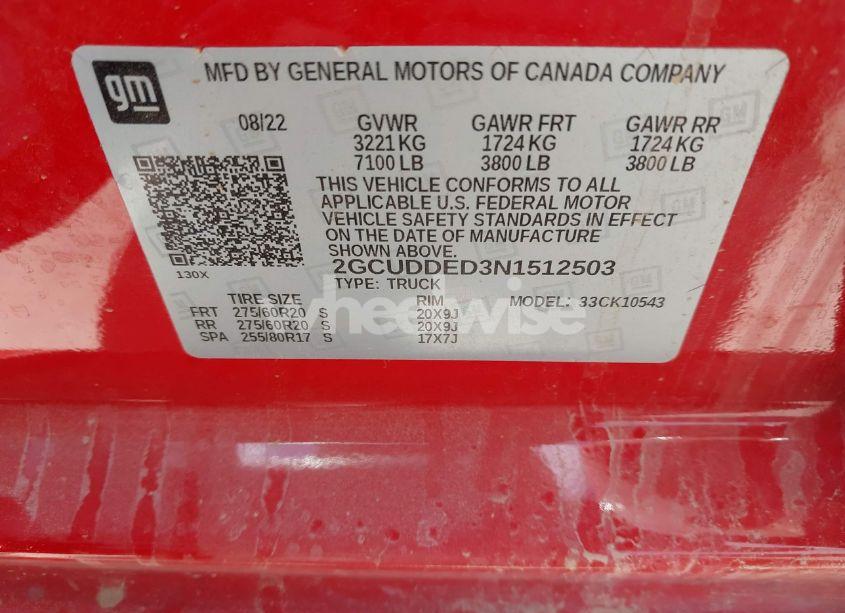 gm
MFD BY GENERAL MOTORS OF CANADA COMPANY
08/22 GVWR GAWR FRT GAWR RR
3221 KG 1724 KG 1724 KG
7100 LB 3800 LB 3800 LB
THIS VEHICLE CONFORMS TO ALL
APPLICABLE U.S. FEDERAL MOTOR
VEHICLE SAFETY STANDARDS IN EFFECT
ON THE DATE OF MANUFACTURE
SHOWN ABOVE.
130X
2GCUDDED3N1512503
TYPE: TRUCK MODEL: 33CK10543
TIRE SIZE RIM
FRT 275/60R20 S 20X9J
RR 275/60R20 S 20X9J
SPA 255/80R17 S 17X7J
wheelwise